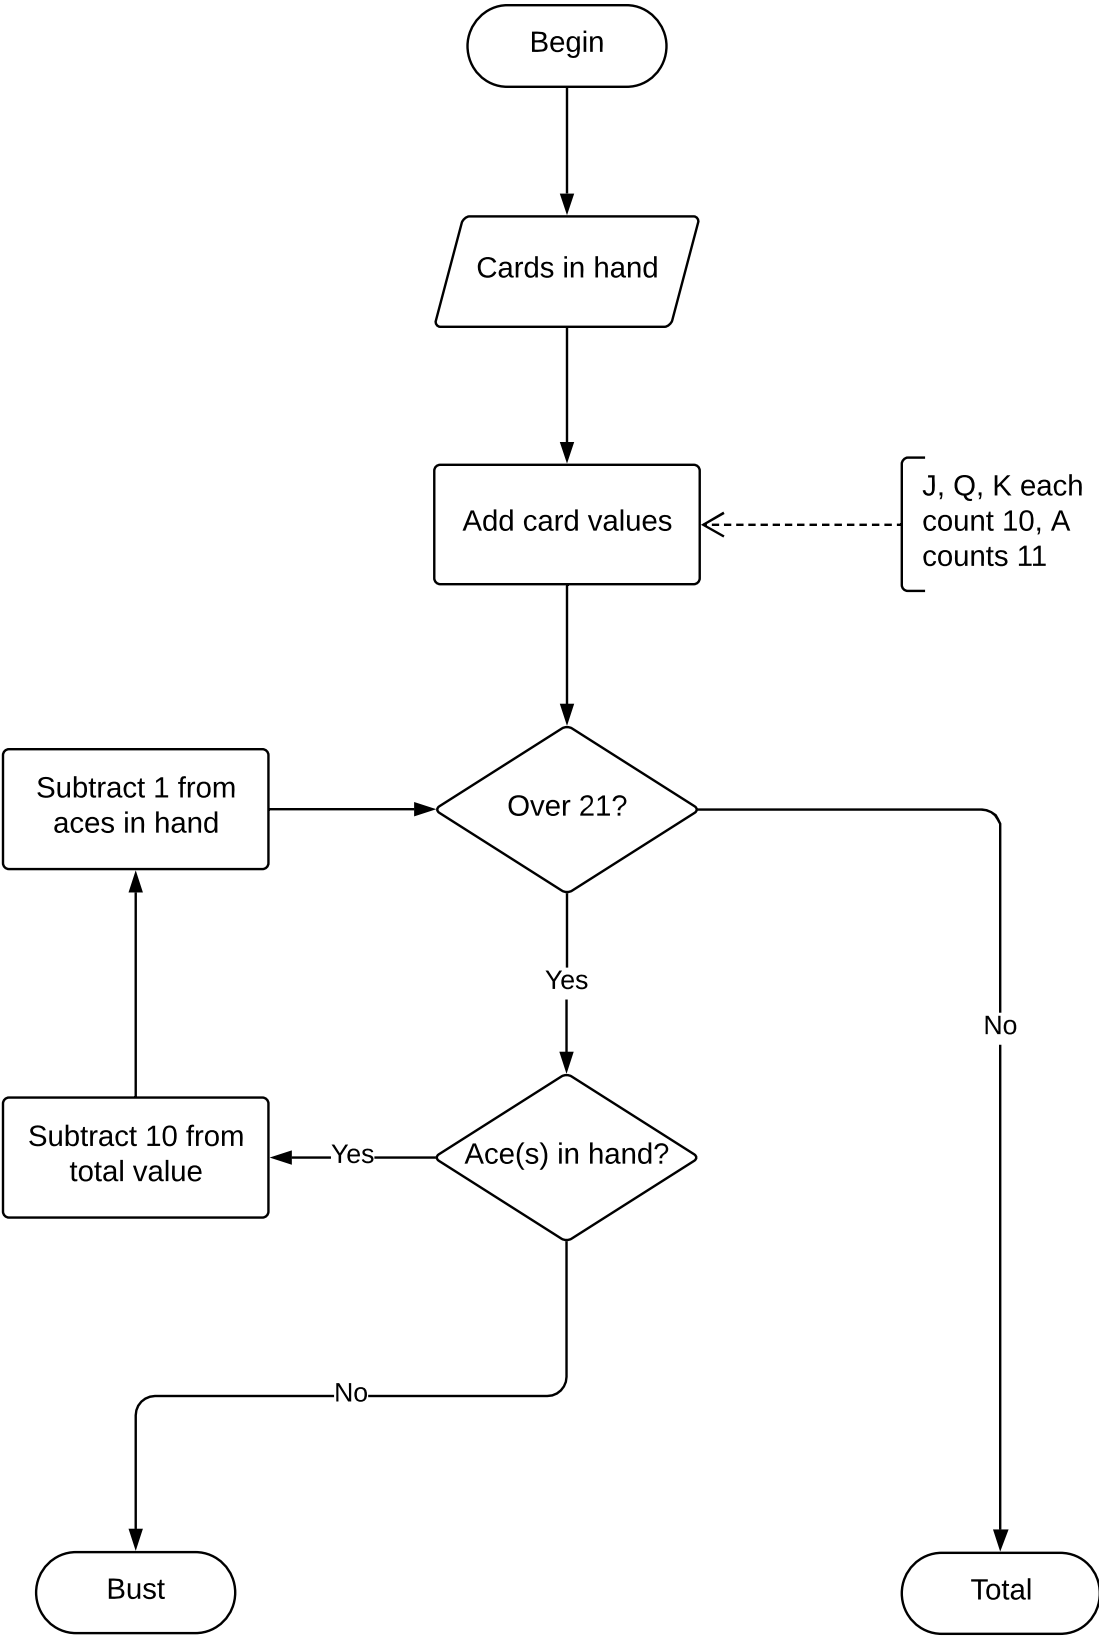 Begin
Cards in hand
Add card values
J, Q, K each
count 10, A
counts 11
Subtract 1 from
aces in hand
Over 21?
Yes
No
Subtract 10 from
total value
Yes
Ace(s) in hand?
No
Bust
Total